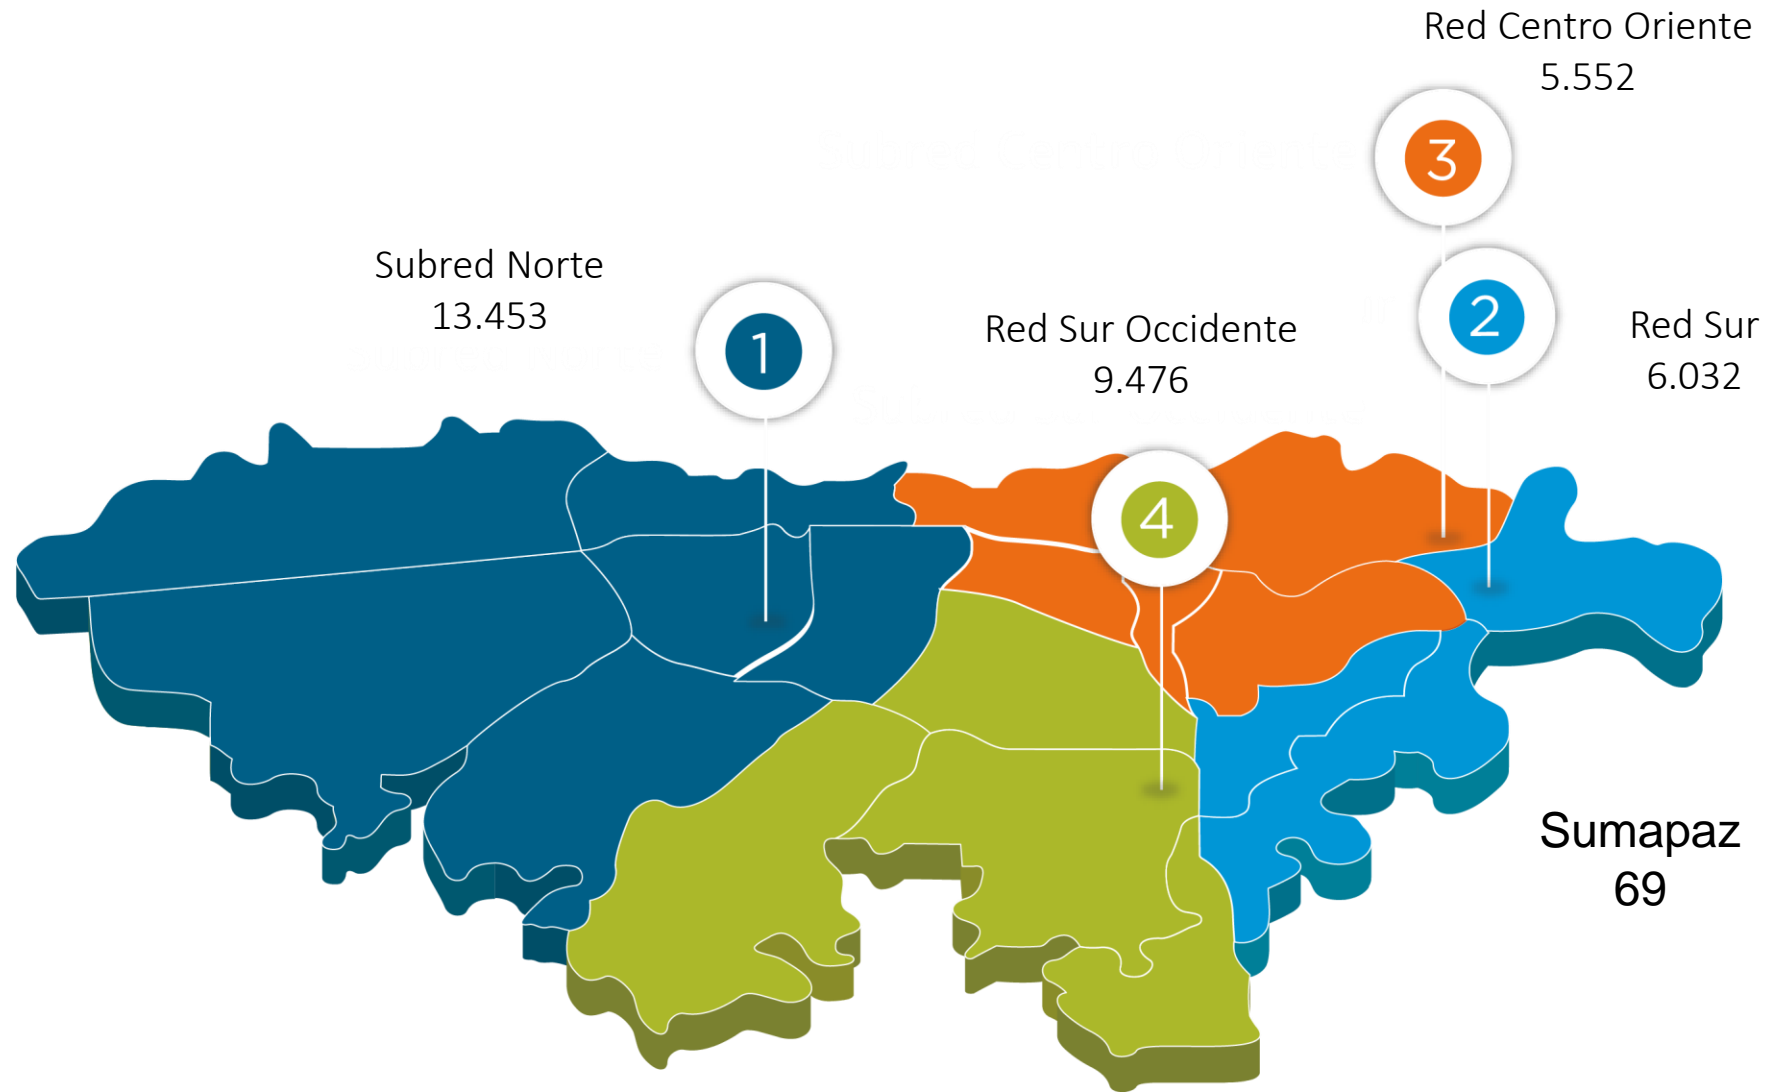 Red Centro Oriente
5.552
3
Subred Norte
13.453
1
Red Sur Occidente
9.476
2
Red Sur
6.032
4
Sumapaz
69